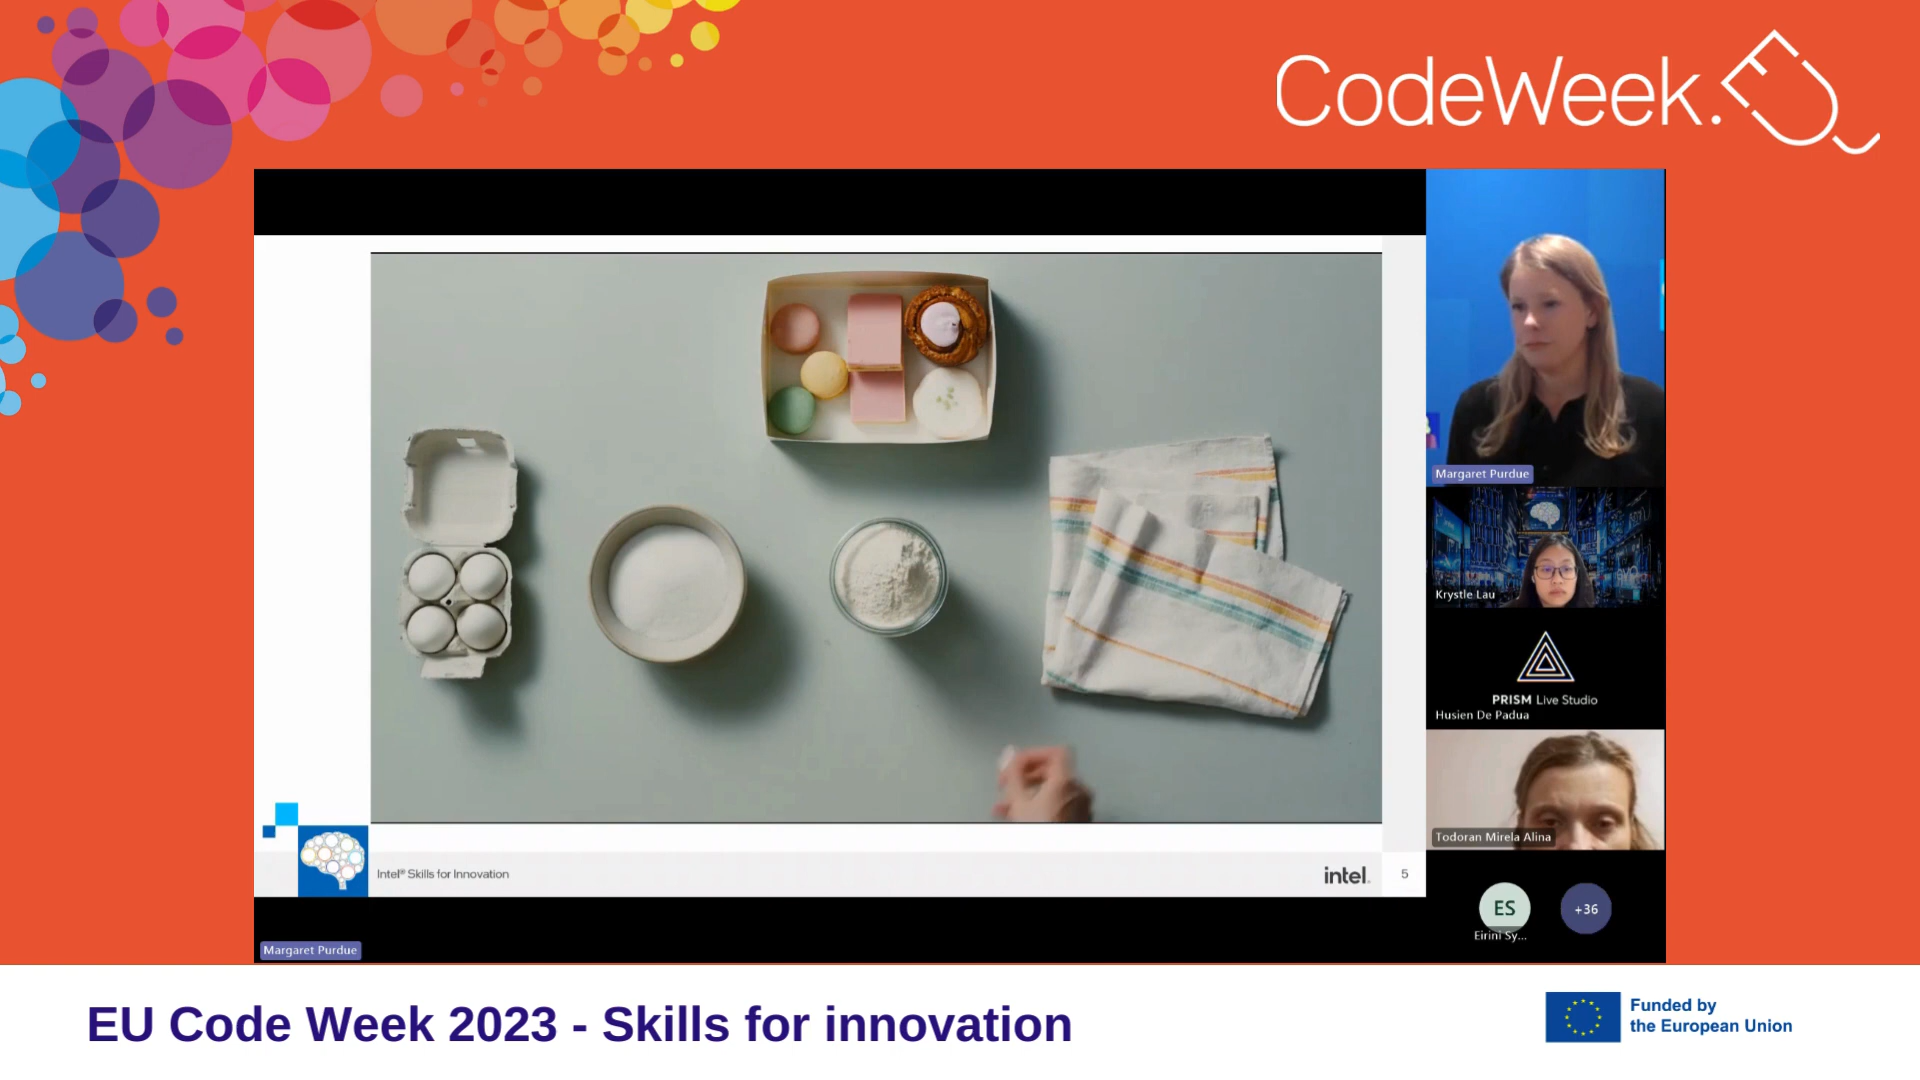 CodeWeek.EU
Margaret Purdue
Krystle Lau
PRISM Live Studio
Husien De Padua
Todoran Mirela Alina
ES
+36
Eirini Sy...
Intel® Skills for Innovation
intel.
5
Margaret Purdue
EU Code Week 2023 - Skills for innovation
Funded by
the European Union